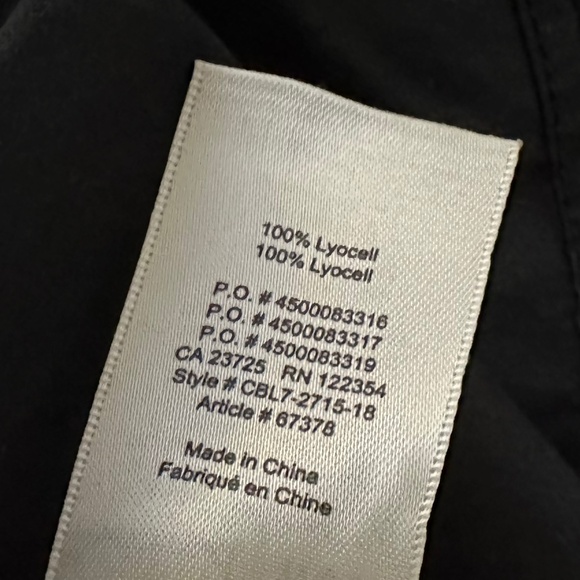 100% Lyocell
100% Lyocell
P.O. # 4500083316
P.O. # 4500083317
P.O. # 4500083319
CA 23725 RN 122354
Style # CBL7-2715-18
Article # 67378
Made in China
Fabriqué en Chine